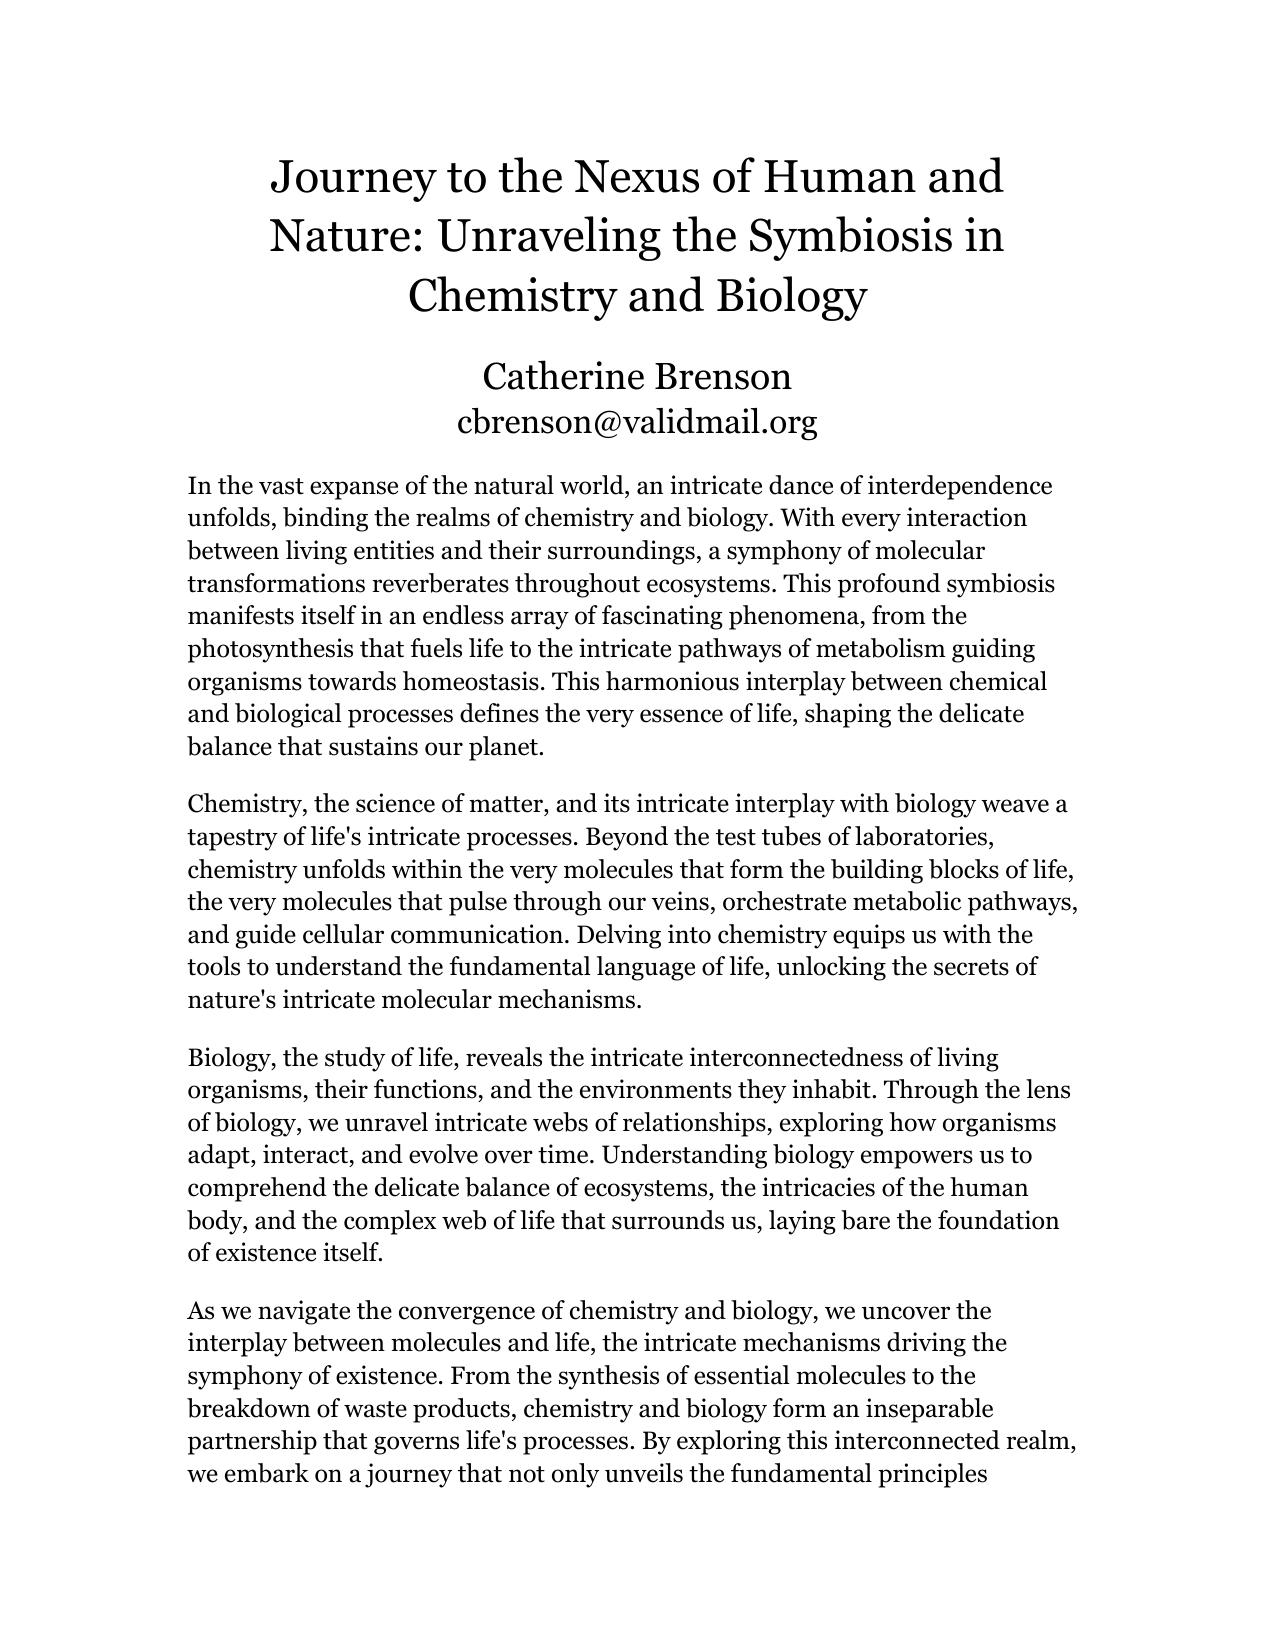 Journey to the Nexus of Human and
Nature: Unraveling the Symbiosis in
Chemistry and Biology
Catherine Brenson
cbrenson@validmail.org
In the vast expanse of the natural world, an intricate dance of interdependence
unfolds, binding the realms of chemistry and biology. With every interaction
between living entities and their surroundings, a symphony of molecular
transformations reverberates throughout ecosystems. This profound symbiosis
manifests itself in an endless array of fascinating phenomena, from the
photosynthesis that fuels life to the intricate pathways of metabolism guiding
organisms towards homeostasis. This harmonious interplay between chemical
and biological processes defines the very essence of life, shaping the delicate
balance that sustains our planet.
Chemistry, the science of matter, and its intricate interplay with biology weave a
tapestry of life's intricate processes. Beyond the test tubes of laboratories,
chemistry unfolds within the very molecules that form the building blocks of life,
the very molecules that pulse through our veins, orchestrate metabolic pathways,
and guide cellular communication. Delving into chemistry equips us with the
tools to understand the fundamental language of life, unlocking the secrets of
nature's intricate molecular mechanisms.
Biology, the study of life, reveals the intricate interconnectedness of living
organisms, their functions, and the environments they inhabit. Through the lens
of biology, we unravel intricate webs of relationships, exploring how organisms
adapt, interact, and evolve over time. Understanding biology empowers us to
comprehend the delicate balance of ecosystems, the intricacies of the human
body, and the complex web of life that surrounds us, laying bare the foundation
of existence itself.
As we navigate the convergence of chemistry and biology, we uncover the
interplay between molecules and life, the intricate mechanisms driving the
symphony of existence. From the synthesis of essential molecules to the
breakdown of waste products, chemistry and biology form an inseparable
partnership that governs life's processes. By exploring this interconnected realm,
we embark on a journey that not only unveils the fundamental principles